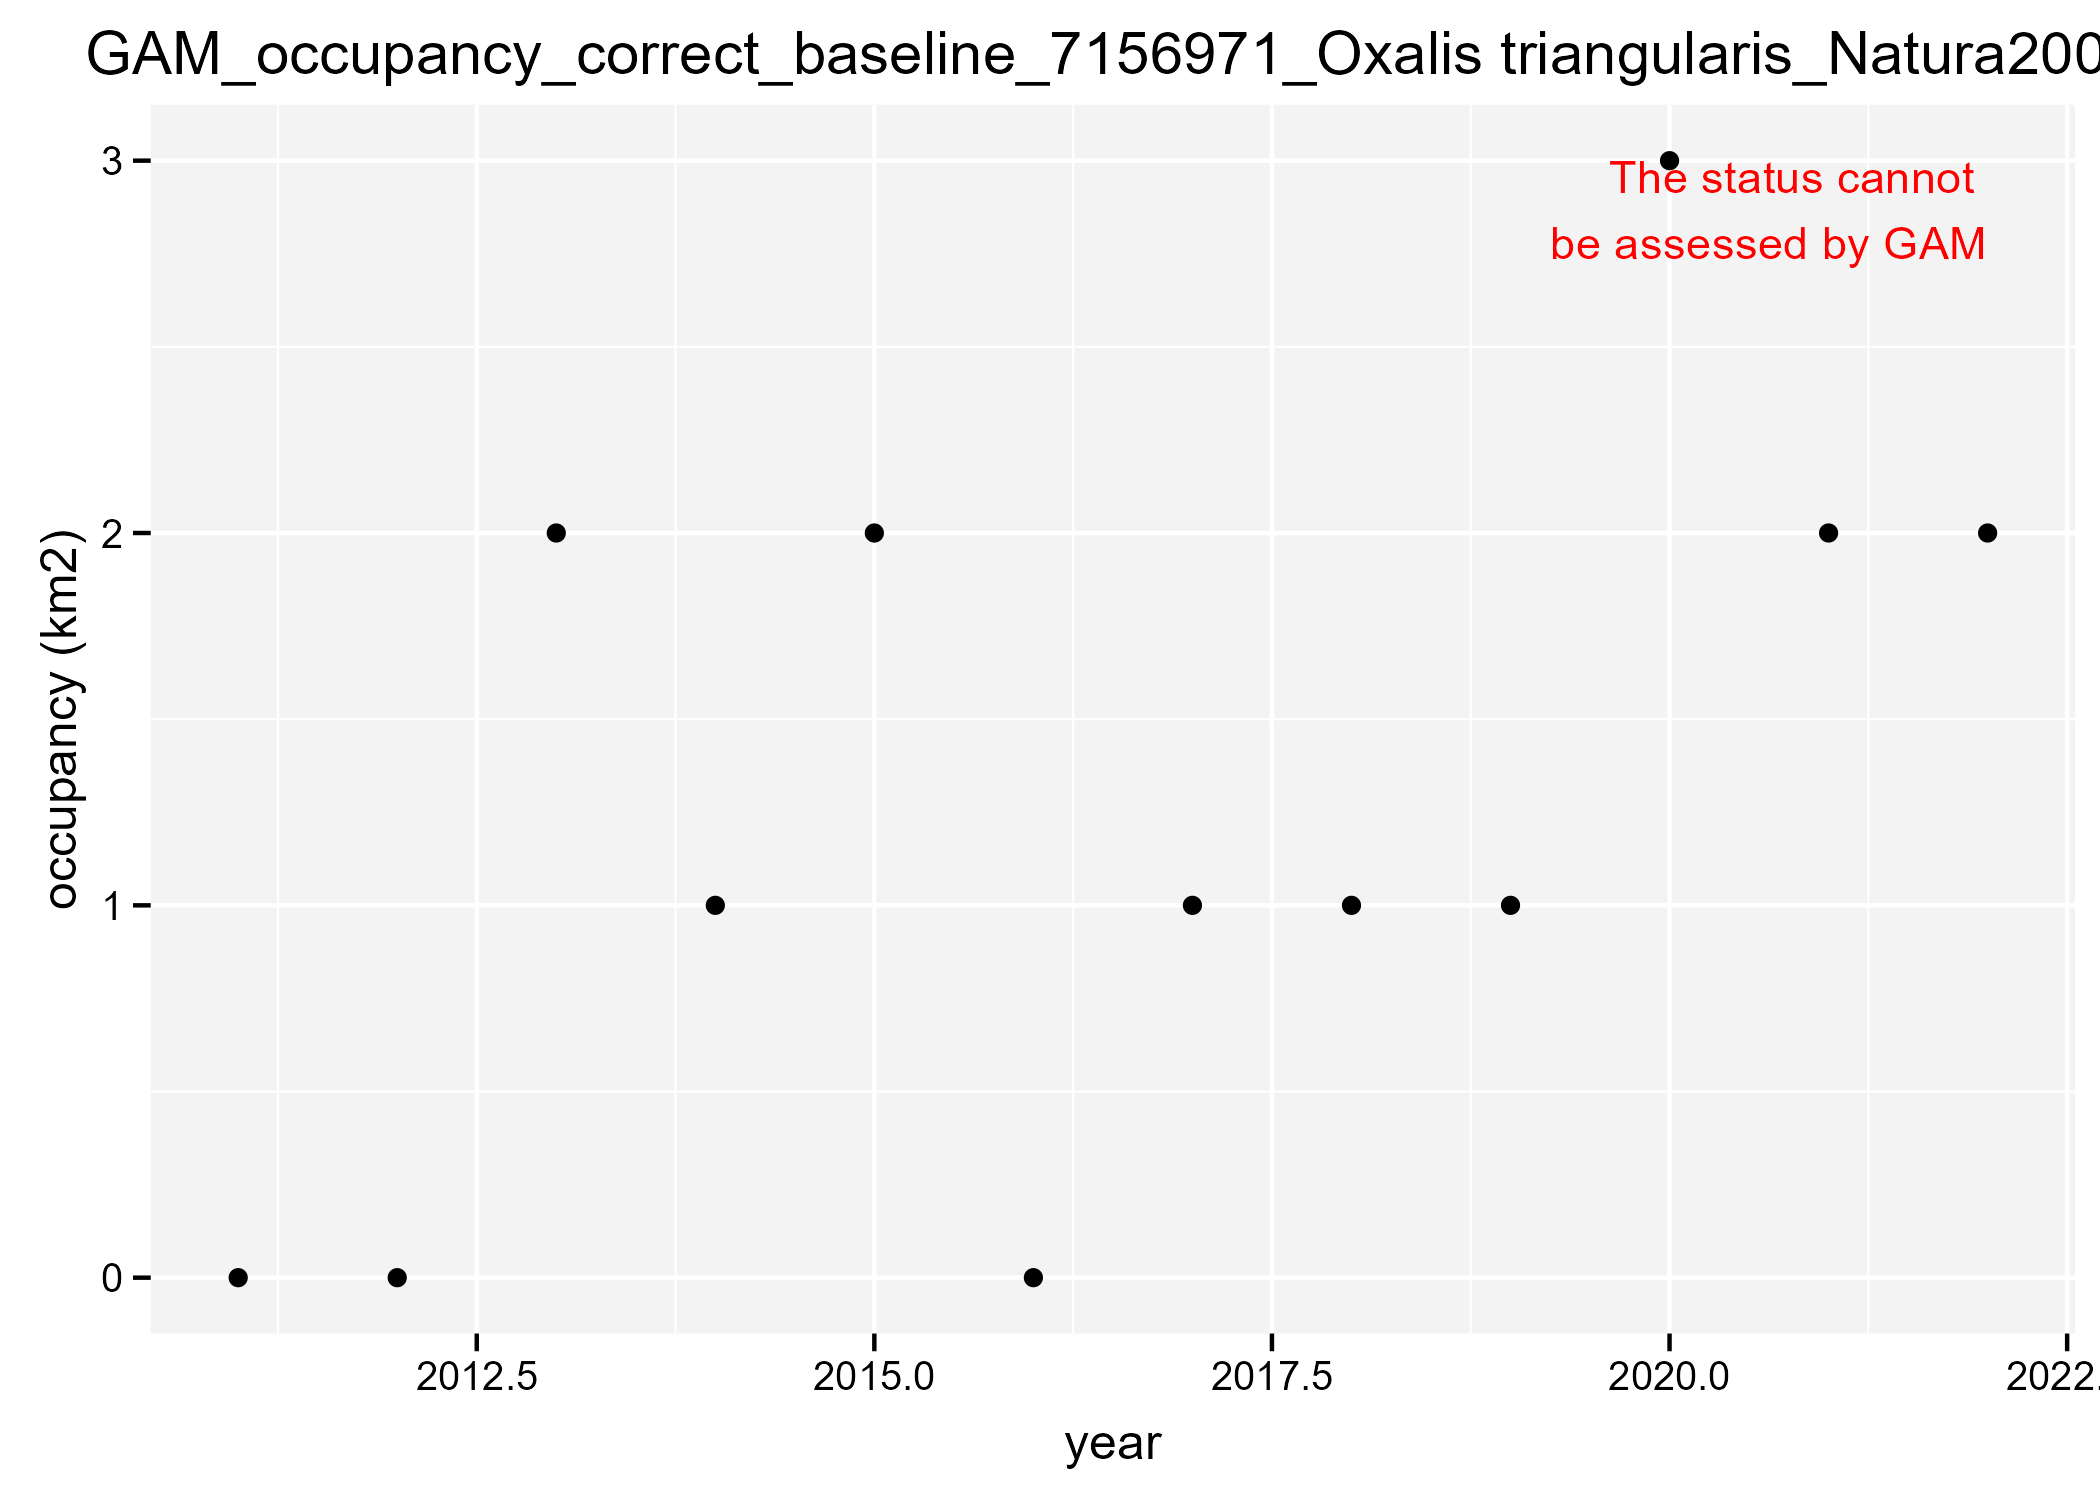 GAM_occupancy_correct_baseline_7156971_Oxalis triangularis_Natura200
3
The status cannot
be assessed by GAM
2
occupancy (km2)
1
0
2012.5 2015.0 2017.5 2020.0 2022.
year